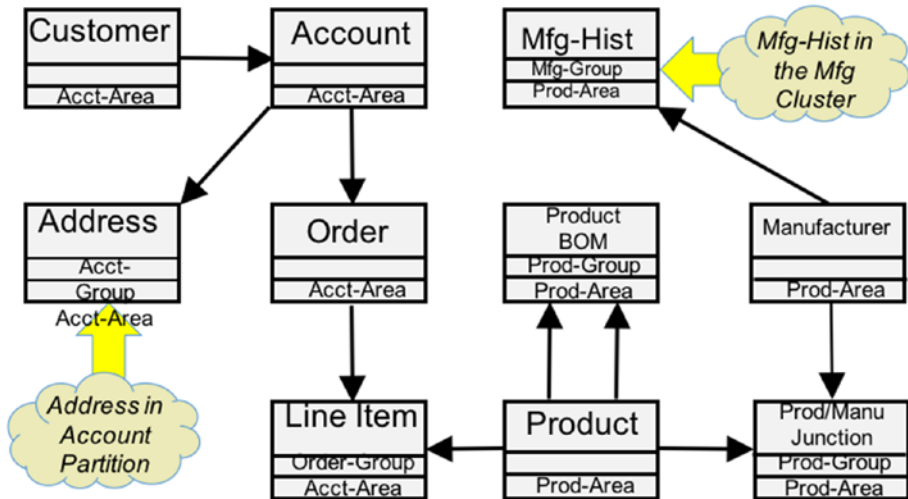 Customer
Acct-Area
Account
Acct-Area
Mfg-Hist
Mfg-Group
Prod-Area
Mfg-Hist in
the Mfg
Cluster
Address
Acct-
Group
Acct-Area
Order
Acct-Area
Product
BOM
Prod-Group
Prod-Area
Manufacturer
Prod-Area
Address in
Account
Partition
Line Item
Order-Group
Acct-Area
Product
Prod-Area
Prod/Manu
Junction
Prod-Group
Prod-Area